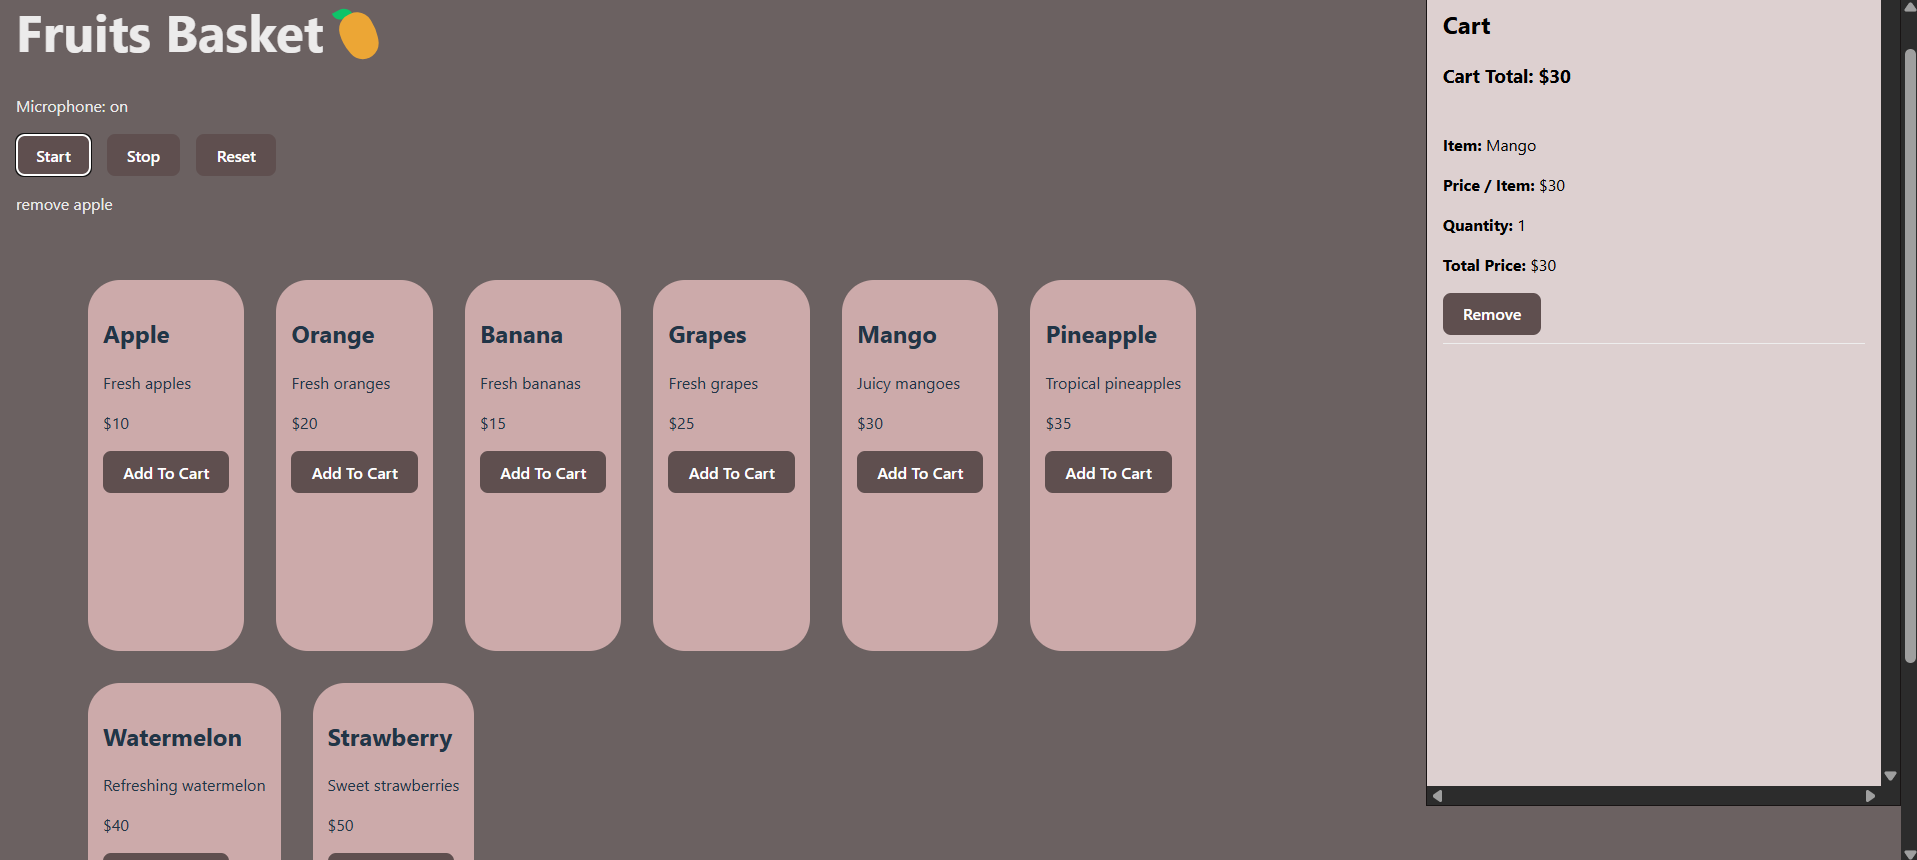 Fruits Basket
Microphone: on
Start Stop Reset
remove apple
Apple
Fresh apples
$10
Add To Cart
Orange
Fresh oranges
$20
Add To Cart
Banana
Fresh bananas
$15
Add To Cart
Grapes
Fresh grapes
$25
Add To Cart
Mango
Juicy mangoes
$30
Add To Cart
Pineapple
Tropical pineapples
$35
Add To Cart
Watermelon
Refreshing watermelon
$40
Strawberry
Sweet strawberries
$50
Cart
Cart Total: $30
Item: Mango
Price / Item: $30
Quantity: 1
Total Price: $30
Remove